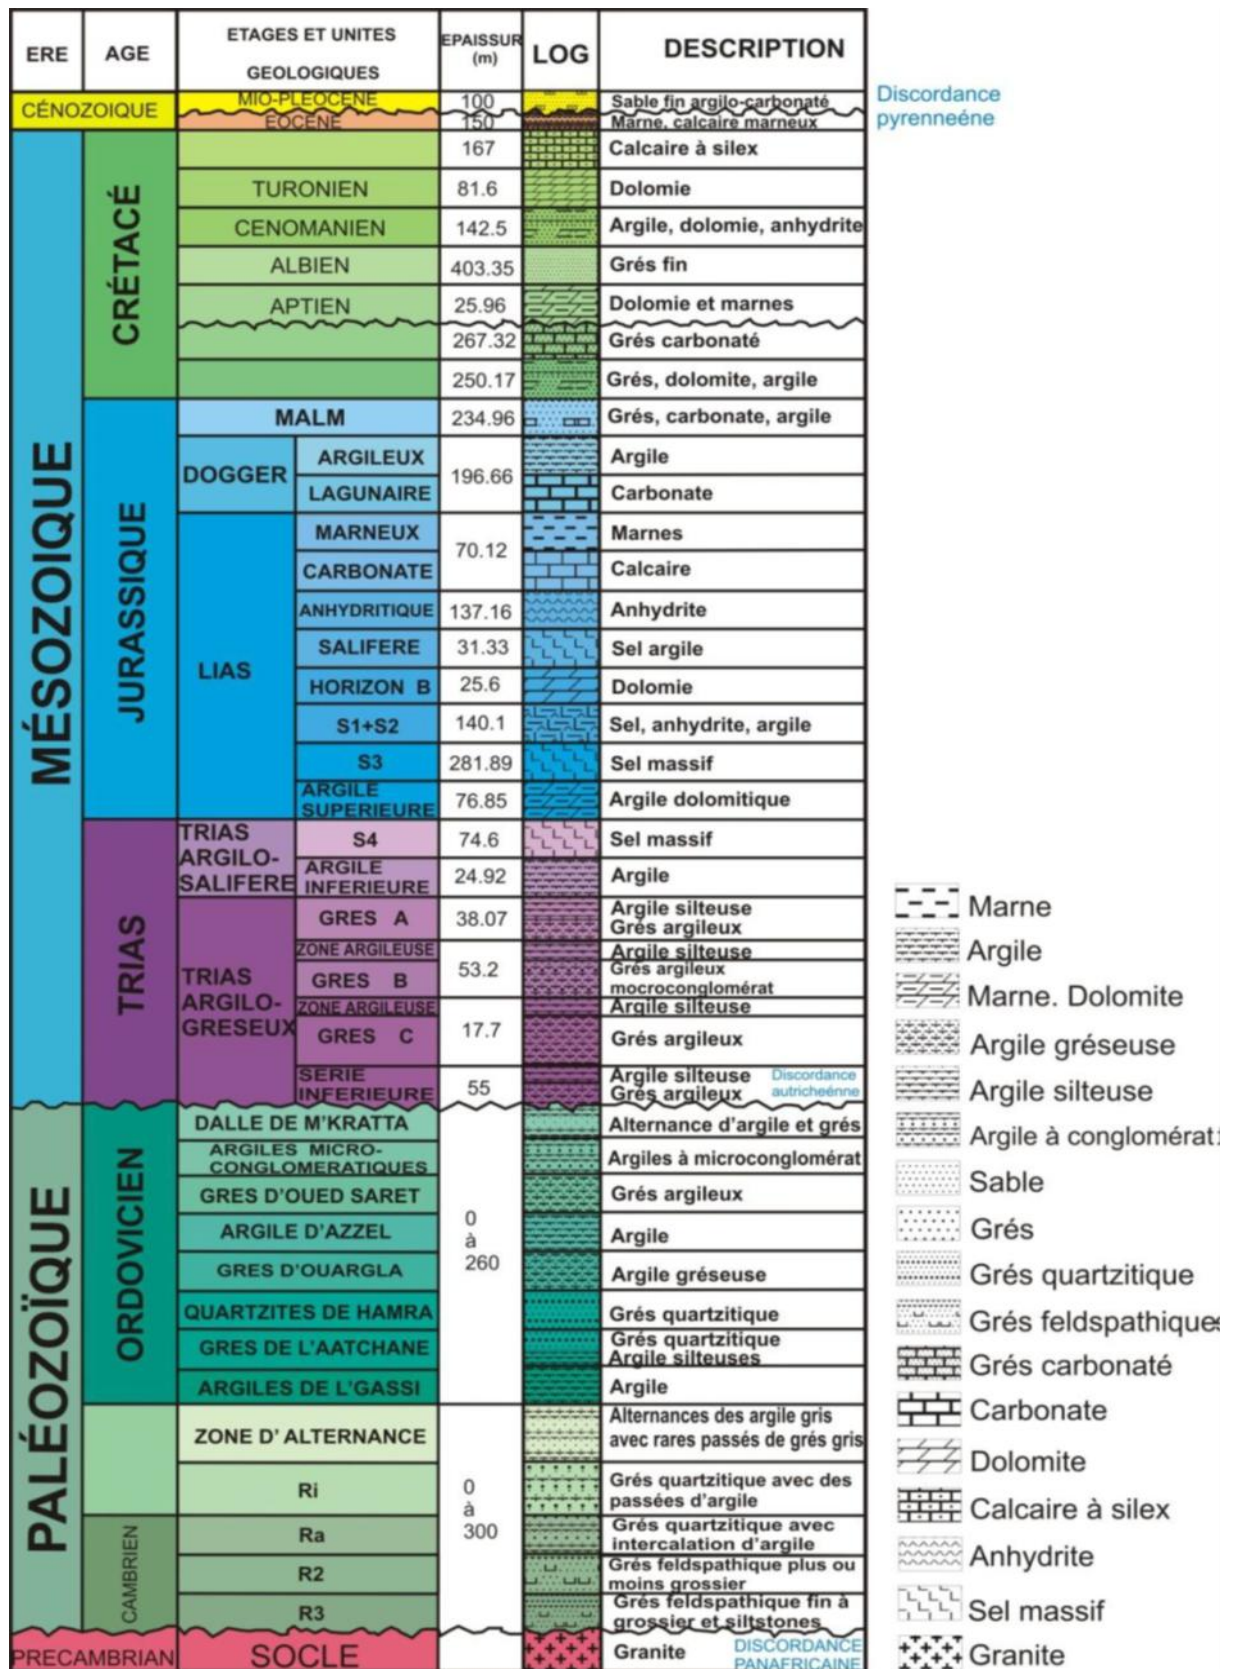 ERE
AGE
ETAGES ET UNITES
GEOLOGIQUES
EPAISSUR
(m)
LOG
DESCRIPTION
CÉNOZOIQUE
MIO-PLEOCENE
100
Sable fin argilo-carbonaté
EOCENE
150
Marne, calcaire marneux
Discordance
pyrenneéne
MÉSOZOIQUE
CRÉTACÉ
167
Calcaire à silex
TURONIEN
81.6
Dolomie
CENOMANIEN
142.5
Argile, dolomie, anhydrite
ALBIEN
403.35
Grés fin
APTIEN
25.96
Dolomie et marnes
267.32
Grés carbonaté
250.17
Grés, dolomite, argile
JURASSIQUE
MALM
234.96
Grés, carbonate, argile
DOGGER
ARGILEUX
196.66
Argile
LAGUNAIRE
Carbonate
LIAS
MARNEUX
70.12
Marnes
CARBONATE
Calcaire
ANHYDRITIQUE
137.16
Anhydrite
SALIFERE
31.33
Sel argile
HORIZON B
25.6
Dolomie
S1+S2
140.1
Sel, anhydrite, argile
S3
281.89
Sel massif
ARGILE
SUPERIEURE
76.85
Argile dolomitique
TRIAS
TRIAS
ARGILO-
SALIFERE
S4
74.6
Sel massif
ARGILE
INFERIEURE
24.92
Argile
TRIAS
ARGILO-
GRESEUX
GRES A
38.07
Argile silteuse
Grés argileux
ZONE ARGILEUSE
53.2
Argile silteuse
GRES B
Grés argileux
mocroconglomérat
ZONE ARGILEUSE
17.7
Argile silteuse
GRES C
Grés argileux
SERIE
INFERIEURE
55
Argile silteuse
Grés argileux
Discordance
autricheénne
PALÉOZOÏQUE
ORDOVICIEN
DALLE DE M'KRATTA
Alternance d'argile et grés
ARGILES MICRO-
CONGLOMERATIQUES
Argiles à microconglomérat
GRES D'OUED SARET
Grés argileux
0
à
260
ARGILE D'AZZEL
Argile
GRES D'OUARGLA
Argile gréseuse
QUARTZITES DE HAMRA
Grés quartzitique
GRES DE L'AATCHANE
Grés quartzitique
Argile silteuses
ARGILES DE L'GASSI
Argile
ZONE D' ALTERNANCE
Alternances des argile gris
avec rares passés de grés gris
Ri
0
à
300
Grés quartzitique avec des
passées d'argile
CAMBRIEN
Ra
Grés quartzitique avec
intercalation d'argile
R2
Grés feldspathique plus ou
moins grossier
R3
Grés feldspathique fin à
grossier et siltstones
PRECAMBRIAN
SOCLE
Granite
DISCORDANCE
PANAFRICAINE
Marne
Argile
Marne. Dolomite
Argile gréseuse
Argile silteuse
Argile à conglomérat
Sable
Grés
Grés quartzitique
Grés feldspathiques
Grés carbonaté
Carbonate
Dolomite
Calcaire à silex
Anhydrite
Sel massif
Granite